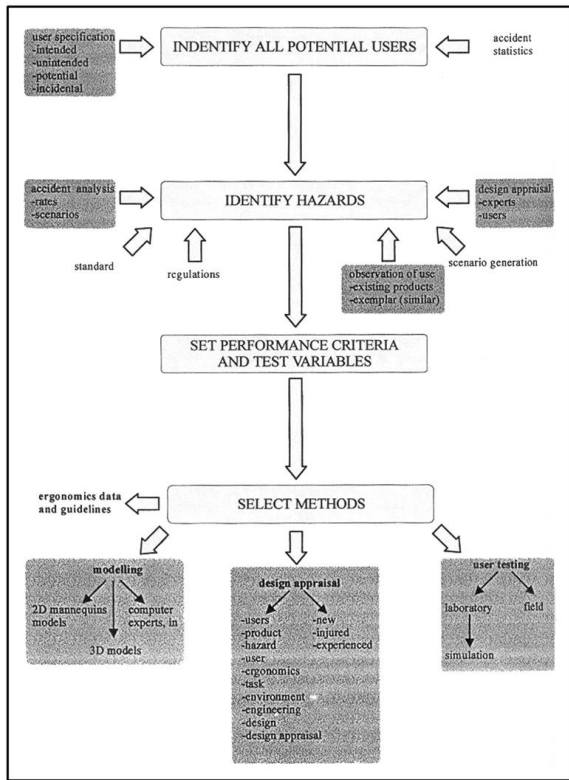 user specification
-intended
-unintended
-potential
-incidental
INDENTIFY ALL POTENTIAL USERS
accident
statistics
accident analysis
-rates
-scenarios
IDENTIFY HAZARDS
design appraisal
-experts
-users
standard
regulations
observation of use
-existing products
-exemplar (similar)
scenario generation
SET PERFORMANCE CRITERIA
AND TEST VARIABLES
ergonomics data
and guidelines
SELECT METHODS
modelling
2D mannequins
models
computer
experts, in
3D models
design appraisal
-users
-product
-hazard
-user
-ergonomics
-task
-environment
-engineering
-design
-design appraisal
-new
-injured
-experienced
user testing
laboratory
field
simulation